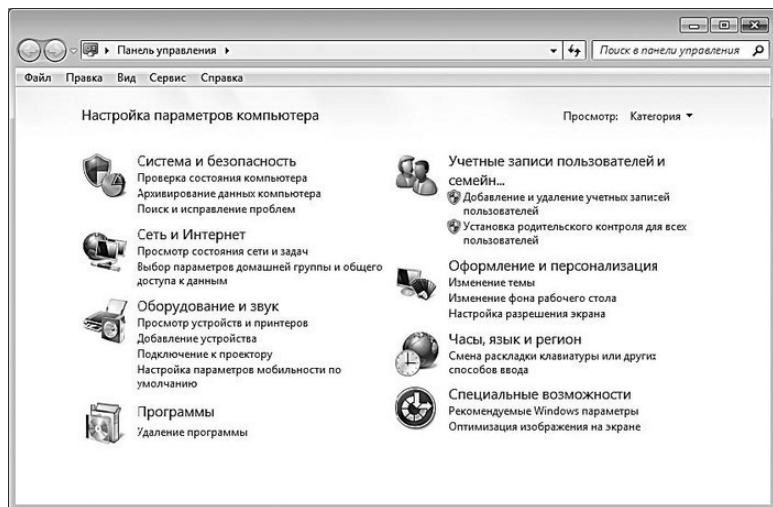 Панель управления
Поиск в панели управления
Файл Правка Вид Сервис Справка
Настройка параметров компьютера
Просмотр: Категория
Система и безопасность
Проверка состояния компьютера
Архивирование данных компьютера
Поиск и исправление проблем
Сеть и Интернет
Просмотр состояния сети и задач
Выбор параметров домашней группы и общего
доступа к данным
Оборудование и звук
Просмотр устройств и принтеров
Добавление устройства
Подключение к проектору
Настройка параметров мобильности по
умолчанию
Программы
Удаление программы
Учетные записи пользователей и
семейн...
Добавление и удаление учетных записей
пользователей
Установка родительского контроля для всех
пользователей
Оформление и персонализация
Изменение темы
Изменение фона рабочего стола
Настройка разрешения экрана
Часы, язык и регион
Смена раскладки клавиатуры или других
способов ввода
Специальные возможности
Рекомендуемые Windows параметры
Оптимизация изображения на экране